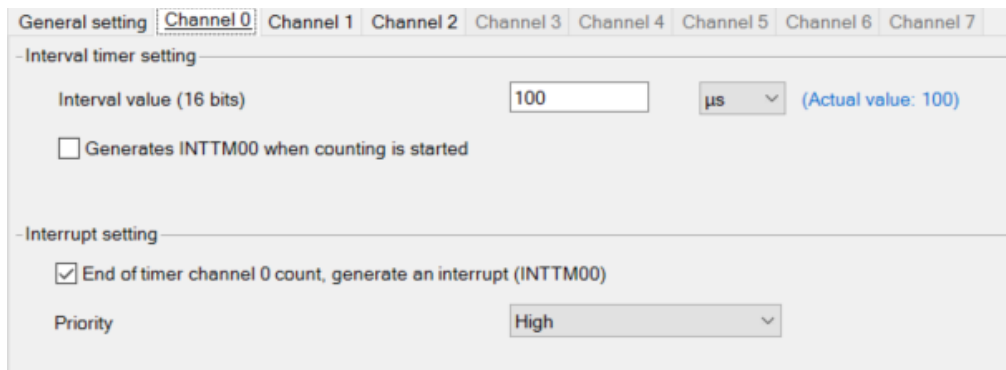 General setting Channel 0 Channel 1 Channel 2 Channel 3 Channel 4 Channel 5 Channel 6 Channel 7
Interval timer setting
Interval value (16 bits) 100 µs (Actual value: 100)
Generates INTTM00 when counting is started
Interrupt setting
End of timer channel 0 count, generate an interrupt (INTTM00)
Priority High